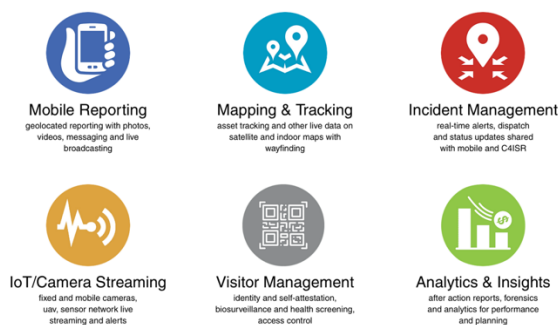 Mobile Reporting
geolocated reporting with photos,
videos, messaging and live
broadcasting
Mapping & Tracking
asset tracking and other live data on
satellite and indoor maps with
wayfinding
Incident Management
real-time alerts, dispatch
and status updates shared
with mobile and C4ISR
IoT/Camera Streaming
fixed and mobile cameras,
uav, sensor network live
streaming and alerts
Visitor Management
identity and self-attestation,
biosurveillance and health screening,
access control
$
Analytics & Insights
after action reports, forensics
and analytics for performance
and planning